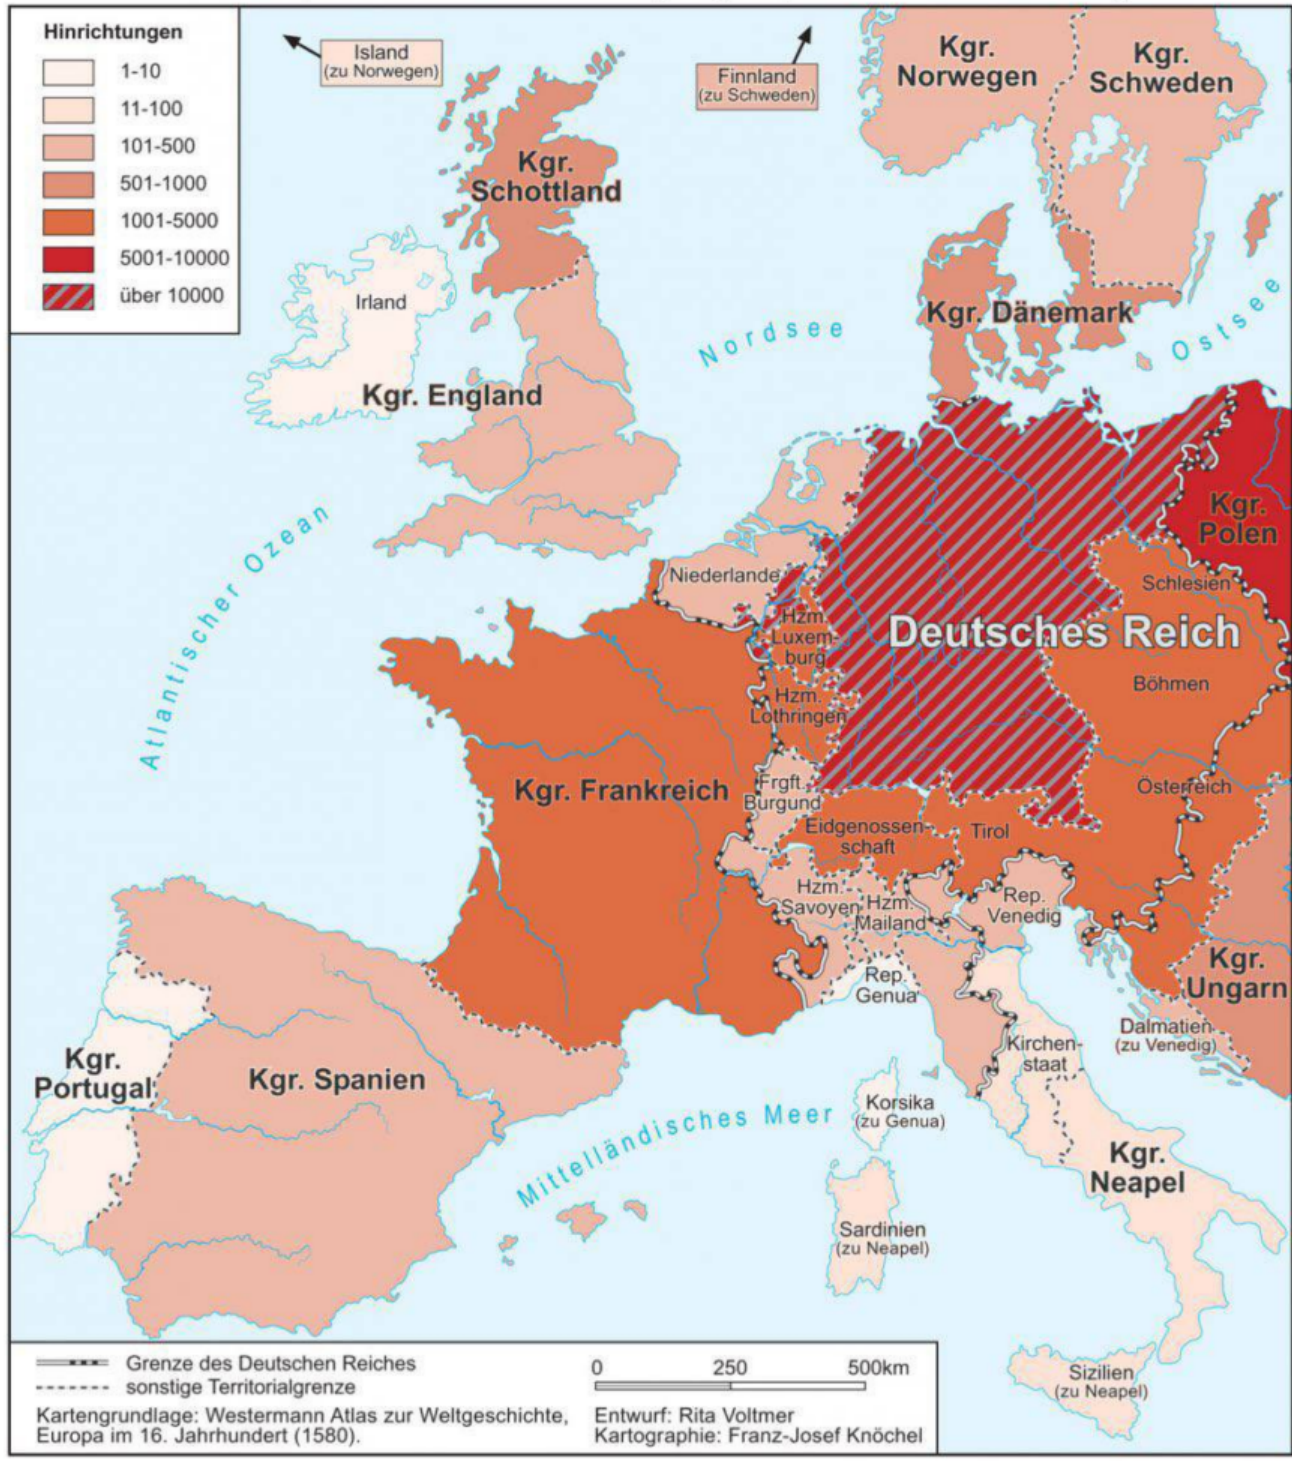 Hinrichtungen
1-10
11-100
101-500
501-1000
1001-5000
5001-10000
über 10000
Island
(zu Norwegen)
Finnland
(zu Schweden)
Kgr.
Norwegen
Kgr.
Schweden
Kgr.
Schottland
Irland
Kgr. England
Nordsee
Kgr. Dänemark
Ostsee
Atlantischer Ozean
Niederlande
Kgr.
Polen
Schlesien
Hzm.
Luxem-
burg
Deutsches Reich
Böhmen
Hzm.
Lothringen
Kgr. Frankreich
Frgft.
Burgund
Österreich
Eidgenossen-
schaft
Tirol
Hzm.
Savoyen
Hzm.
Mailand
Rep.
Venedig
Rep.
Genua
Kgr.
Ungarn
Dalmatien
(zu Venedig)
Kirchen-
staat
Kgr.
Portugal
Kgr. Spanien
Korsika
(zu Genua)
Mittelländisches Meer
Kgr.
Neapel
Sardinien
(zu Neapel)
Sizilien
(zu Neapel)
Grenze des Deutschen Reiches
sonstige Territorialgrenze
0 250 500km
Kartengrundlage: Westermann Atlas zur Weltgeschichte,
Europa im 16. Jahrhundert (1580).
Entwurf: Rita Voltmer
Kartographie: Franz-Josef Knöchel